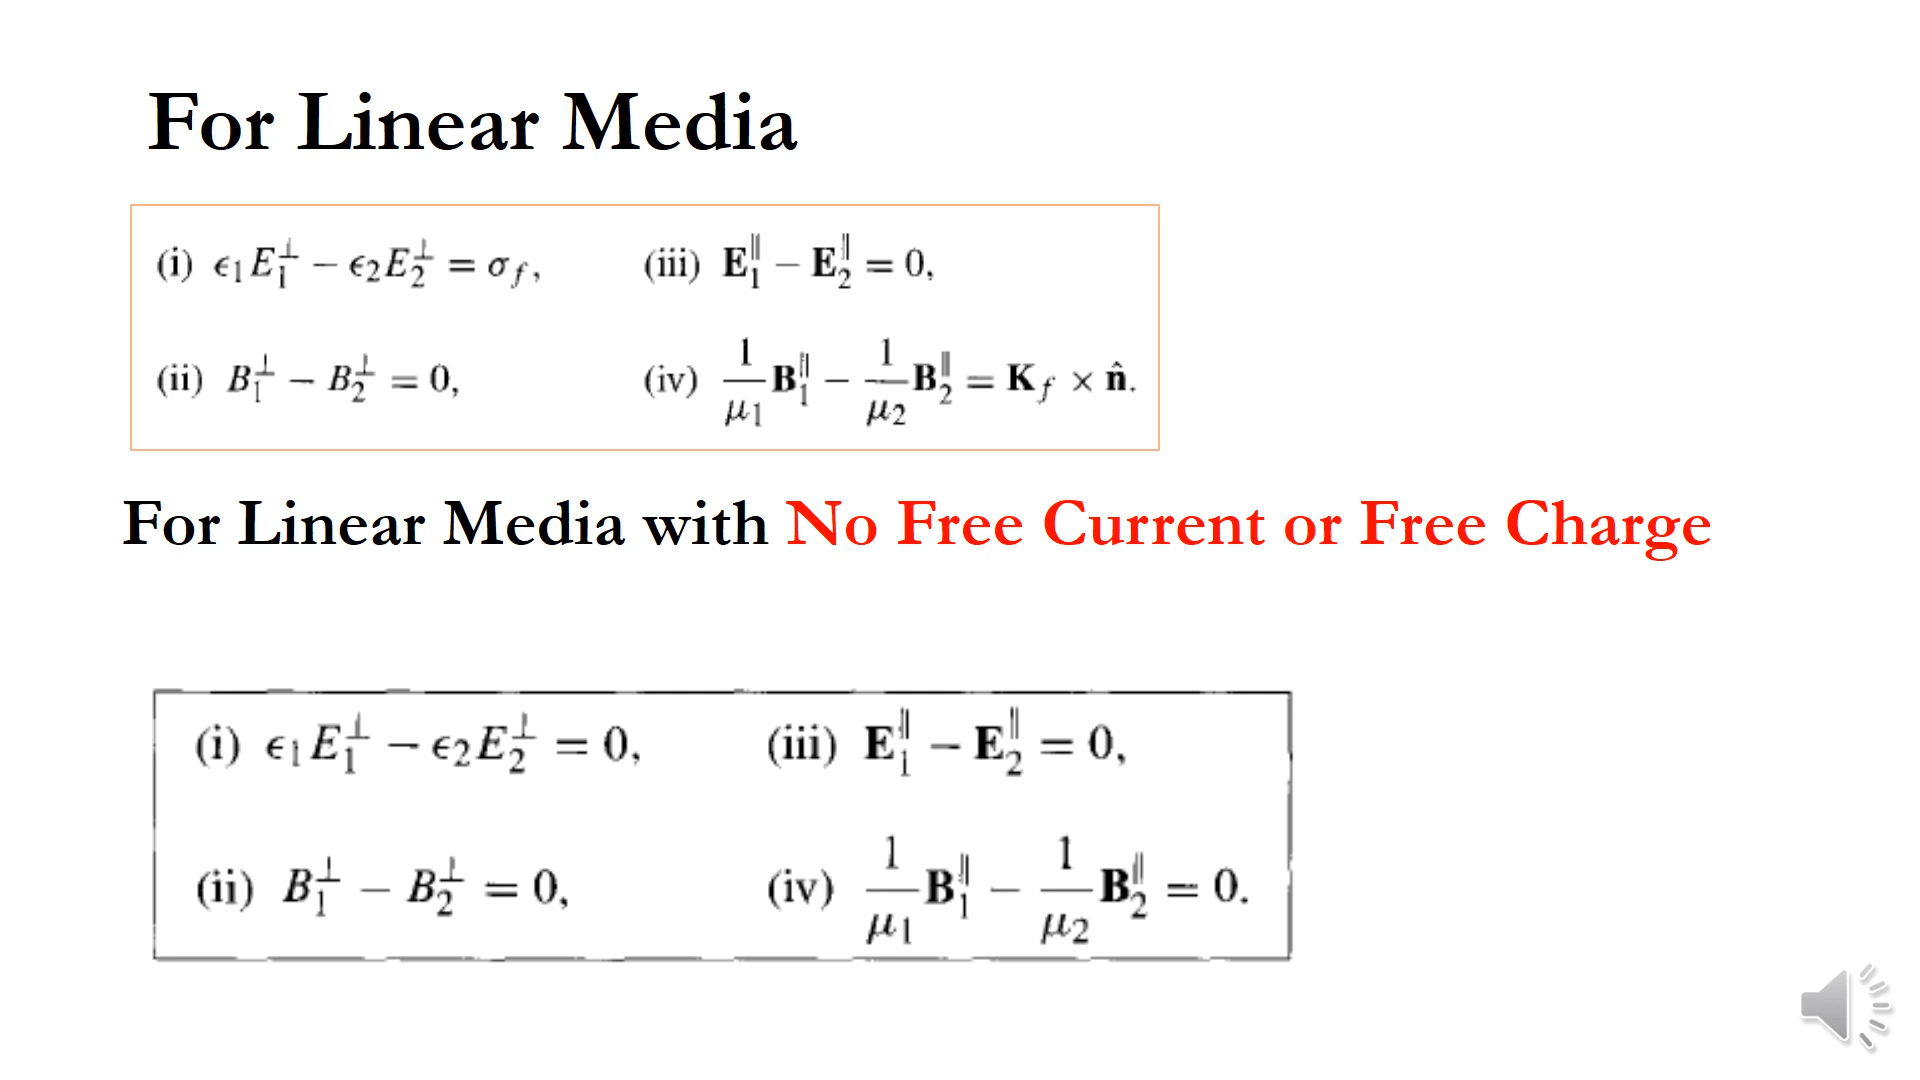 For Linear Media
(i) ϵ₁E₁^⊥ − ϵ₂E₂^⊥ = σ_f, (iii) E₁^∥ − E₂^∥ = 0,
(ii) B₁^⊥ − B₂^⊥ = 0, (iv) 1/μ₁ B₁^∥ − 1/μ₂ B₂^∥ = K_f × n̂.
For Linear Media with No Free Current or Free Charge
(i) ϵ₁E₁^⊥ − ϵ₂E₂^⊥ = 0, (iii) E₁^∥ − E₂^∥ = 0,
(ii) B₁^⊥ − B₂^⊥ = 0, (iv) 1/μ₁ B₁^∥ − 1/μ₂ B₂^∥ = 0.